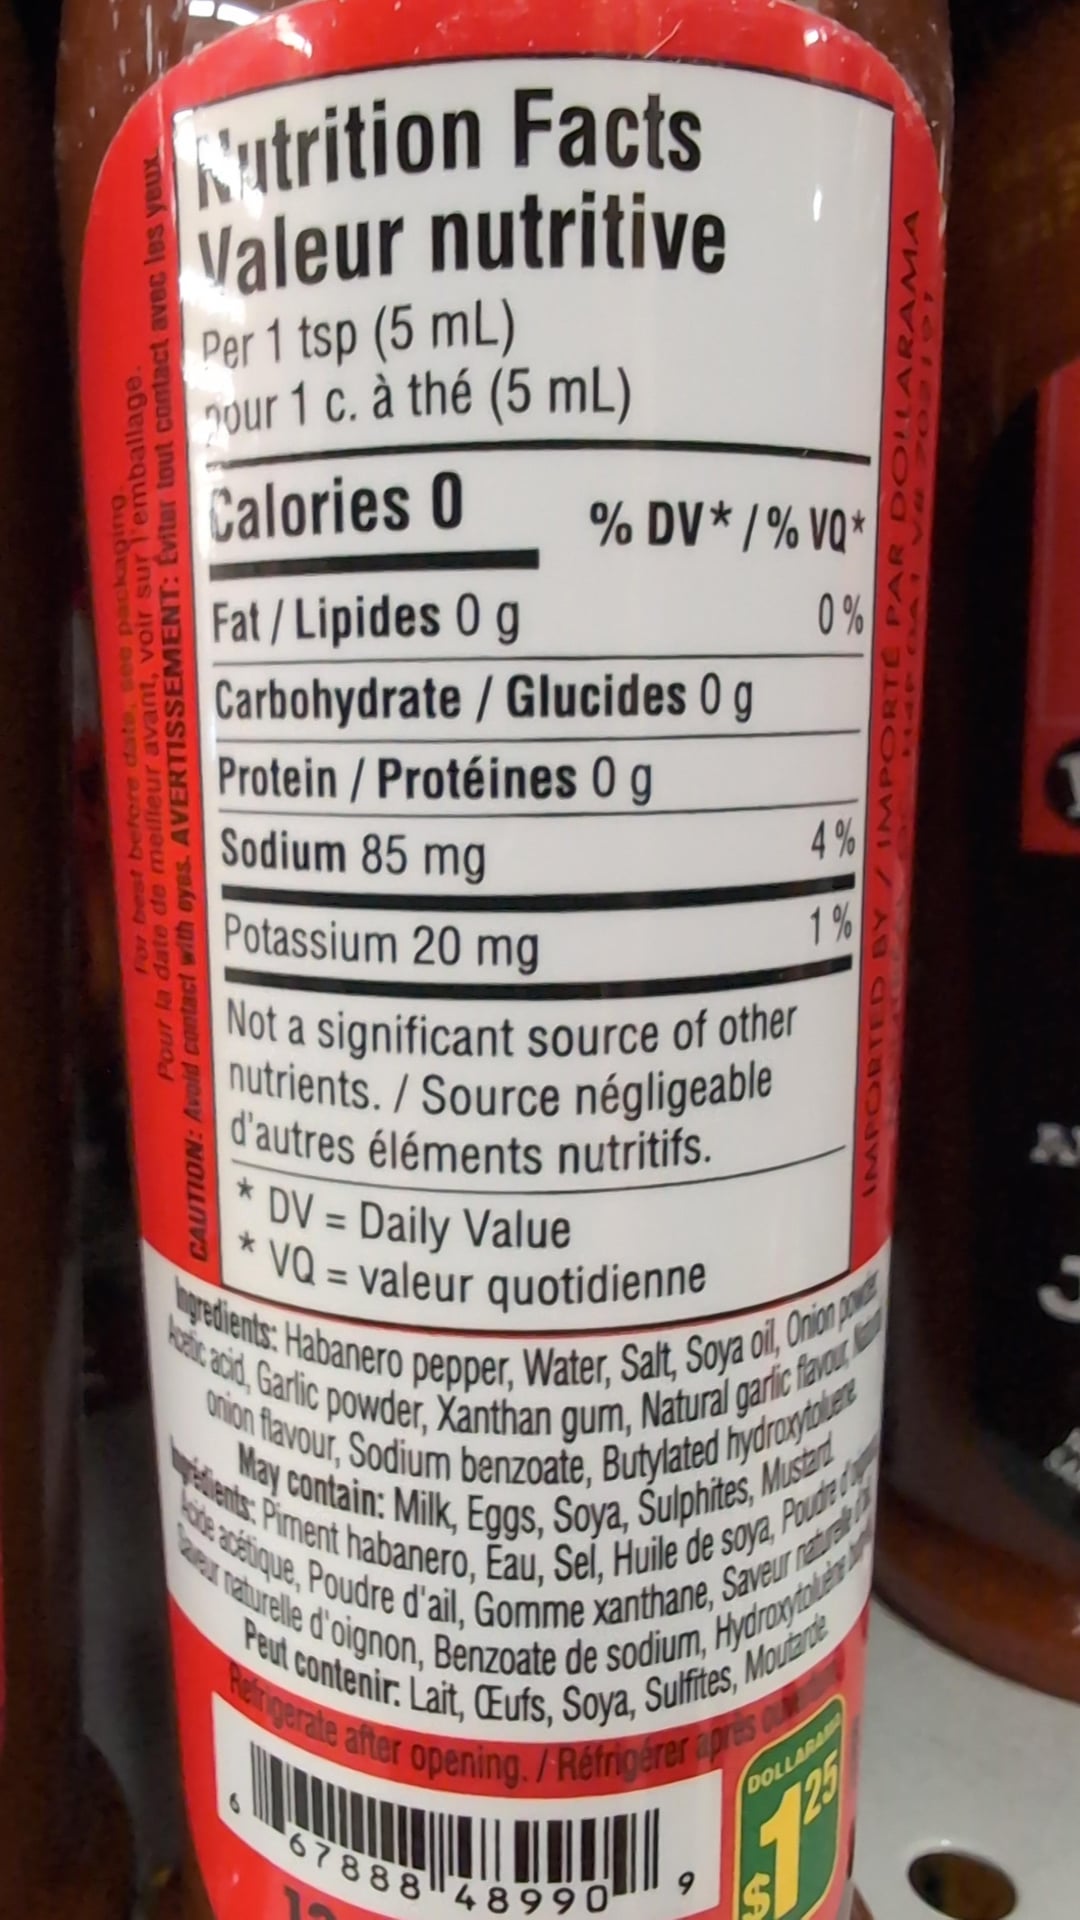 Nutrition Facts
Valeur nutritive
Per 1 tsp (5 mL)
pour 1 c. à thé (5 mL)
Calories 0
% DV* / % VQ*
Fat / Lipides 0 g 0 %
Carbohydrate / Glucides 0 g
Protein / Protéines 0 g
Sodium 85 mg 4 %
Potassium 20 mg 1 %
Not a significant source of other
nutrients. / Source négligeable
d'autres éléments nutritifs.
* DV = Daily Value
* VQ = valeur quotidienne
Ingredients: Habanero pepper, Water, Salt, Soya oil, Onion powder,
Acetic acid, Garlic powder, Xanthan gum, Natural garlic flavour, Natural
onion flavour, Sodium benzoate, Butylated hydroxytoluene.
May contain: Milk, Eggs, Soya, Sulphites, Mustard.
Ingrédients: Piment habanero, Eau, Sel, Huile de soya, Poudre
Acide acétique, Poudre d'ail, Gomme xanthane, Saveur naturelle
Saveur naturelle d'oignon, Benzoate de sodium, Hydroxytoluène
Peut contenir: Lait, Œufs, Soya, Sulfites, Moutarde.
Refrigerate after opening. / Réfrigérer après
6 67888 48990 9
DOLLARAMA
$1.25
For best before date, see packaging.
Pour la date de meilleur avant, voir sur l'emballage.
CAUTION: Avoid contact with eyes. AVERTISSEMENT: Éviter tout contact avec les yeux.
IMPORTED BY / IMPORTÉ PAR DOLLARAMA